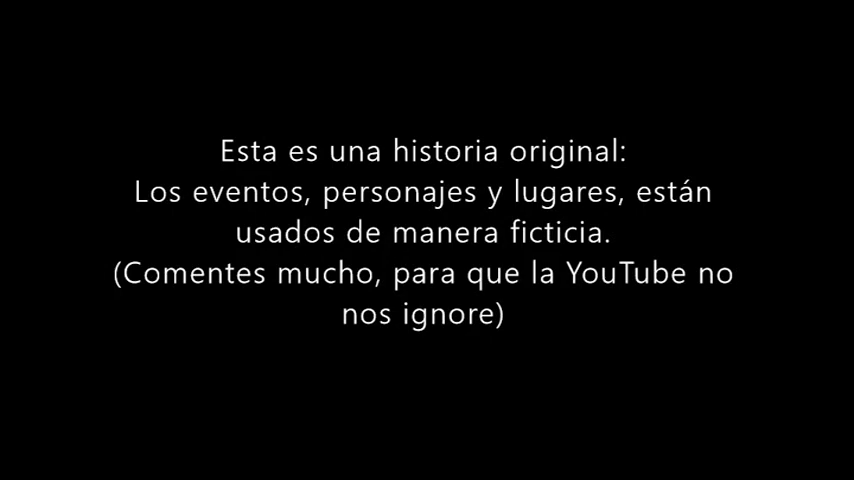 Esta es una historia original:
Los eventos, personajes y lugares, están
usados de manera ficticia.
(Comentes mucho, para que la YouTube no
nos ignore)